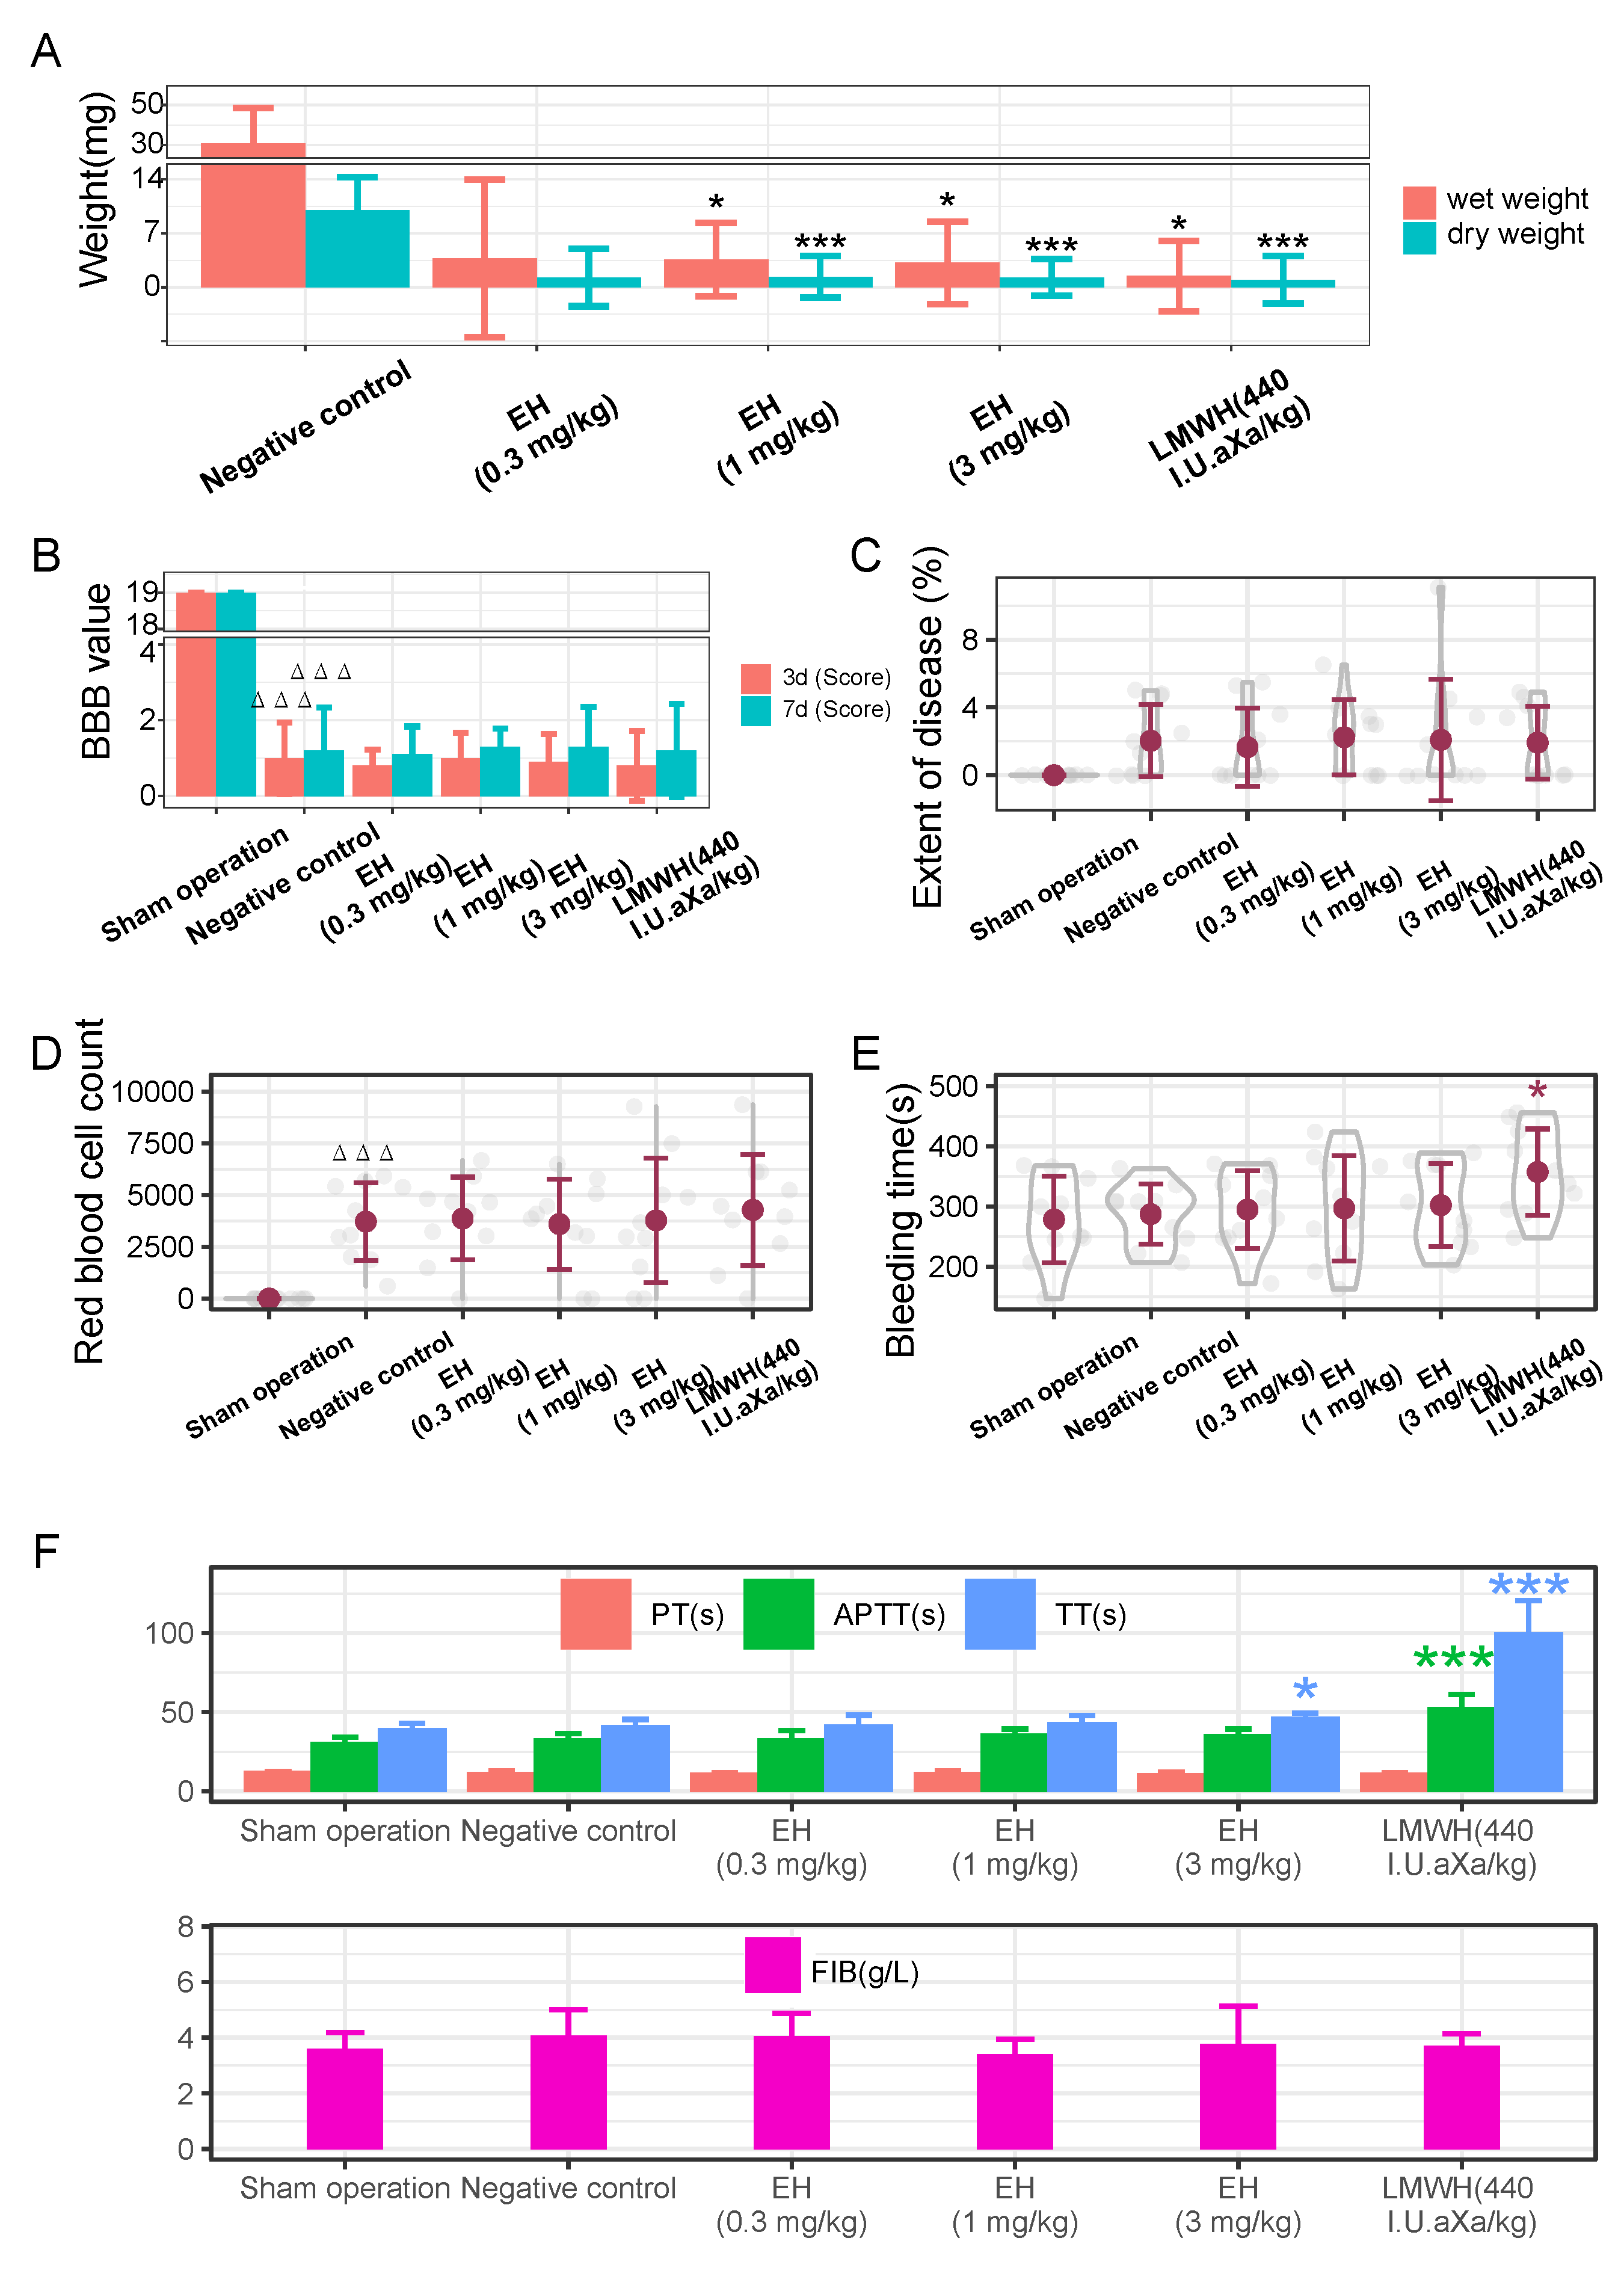 A
Weight(mg)
50
30
14
7
0
*
***
*
***
*
***
wet weight
dry weight
Negative control
EH
(0.3 mg/kg)
EH
(1 mg/kg)
EH
(3 mg/kg)
LMWH(440
I.U.aXa/kg)
B
BBB value
19
18
4
2
0
Δ Δ Δ
Δ Δ Δ
3d (Score)
7d (Score)
Sham operation
Negative control
EH
(0.3 mg/kg)
EH
(1 mg/kg)
EH
(3 mg/kg)
LMWH(440
I.U.aXa/kg)
C
Extent of disease (%)
8
4
0
Sham operation
Negative control
EH
(0.3 mg/kg)
EH
(1 mg/kg)
EH
(3 mg/kg)
LMWH(440
I.U.aXa/kg)
D
Red blood cell count
10000
7500
5000
2500
0
Δ Δ Δ
Sham operation
Negative control
EH
(0.3 mg/kg)
EH
(1 mg/kg)
EH
(3 mg/kg)
LMWH(440
I.U.aXa/kg)
E
Bleeding time(s)
500
400
300
200
*
Sham operation
Negative control
EH
(0.3 mg/kg)
EH
(1 mg/kg)
EH
(3 mg/kg)
LMWH(440
I.U.aXa/kg)
F
100
50
0
PT(s)
APTT(s)
TT(s)
*
***
***
Sham operation
Negative control
EH
(0.3 mg/kg)
EH
(1 mg/kg)
EH
(3 mg/kg)
LMWH(440
I.U.aXa/kg)
8
6
4
2
0
FIB(g/L)
Sham operation
Negative control
EH
(0.3 mg/kg)
EH
(1 mg/kg)
EH
(3 mg/kg)
LMWH(440
I.U.aXa/kg)